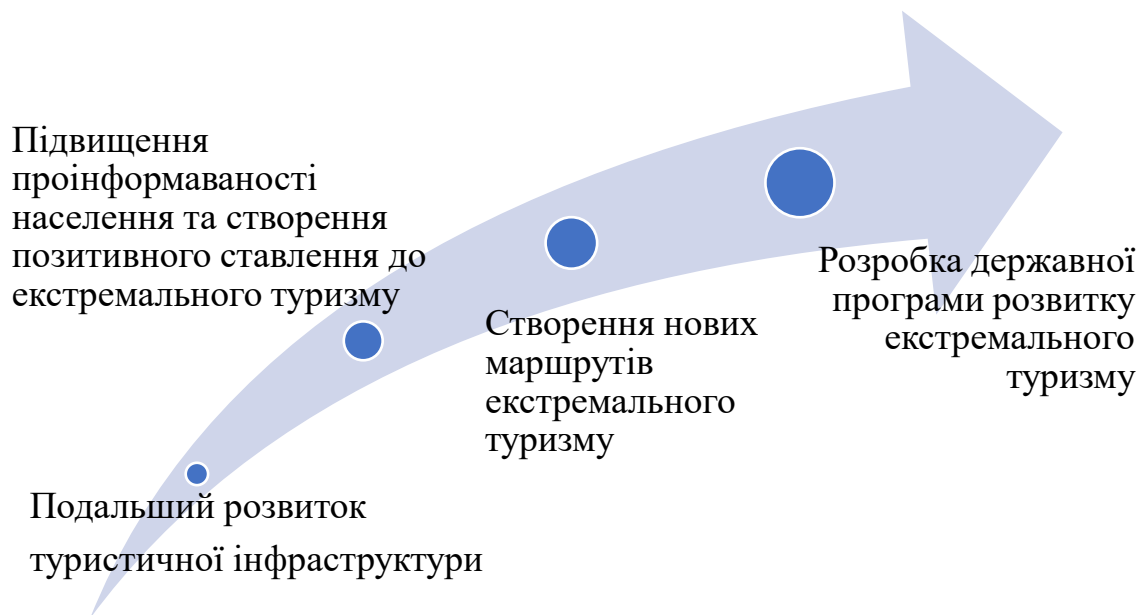 Підвищення
проінформаваності
населення та створення
позитивного ставлення до
екстремального туризму
Подальший розвиток
туристичної інфраструктури
Створення нових
маршрутів
екстремального
туризму
Розробка державної
програми розвитку
екстремального
туризму